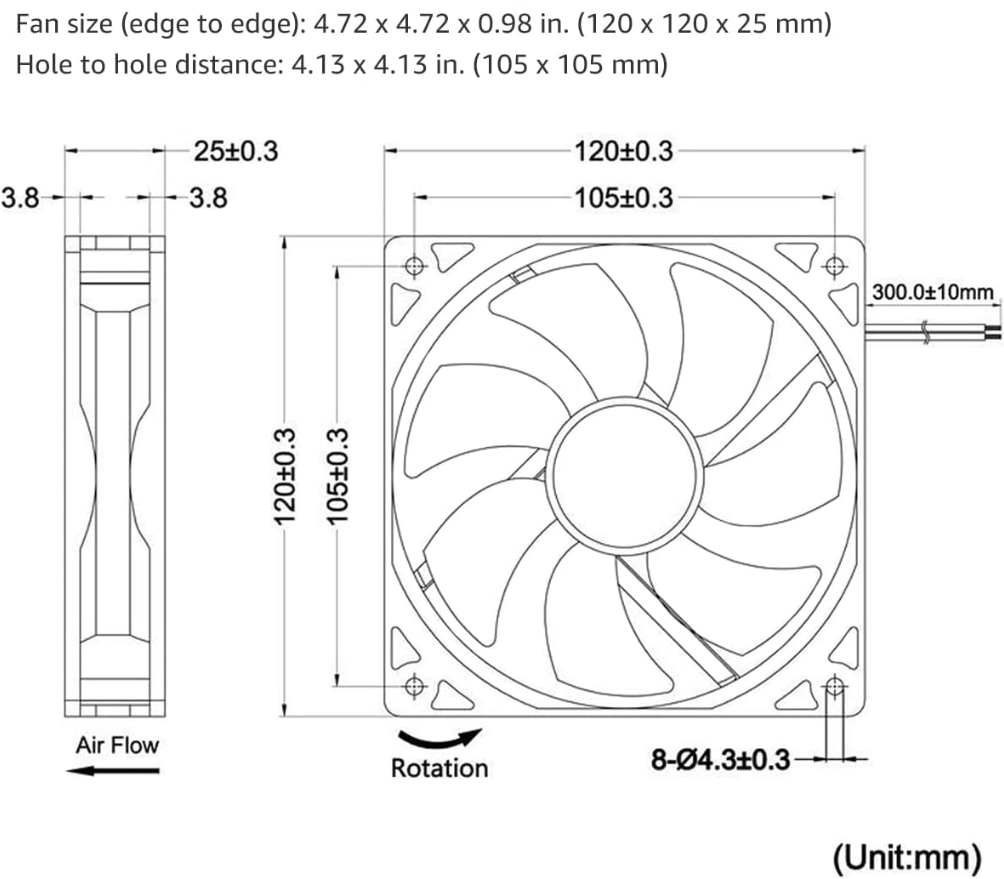 Fan size (edge to edge): 4.72 x 4.72 x 0.98 in. (120 x 120 x 25 mm)
Hole to hole distance: 4.13 x 4.13 in. (105 x 105 mm)
25±0.3
120±0.3
3.8
3.8
105±0.3
300.0±10mm
120±0.3
105±0.3
Air Flow
Rotation
8-Ø4.3±0.3
(Unit:mm)